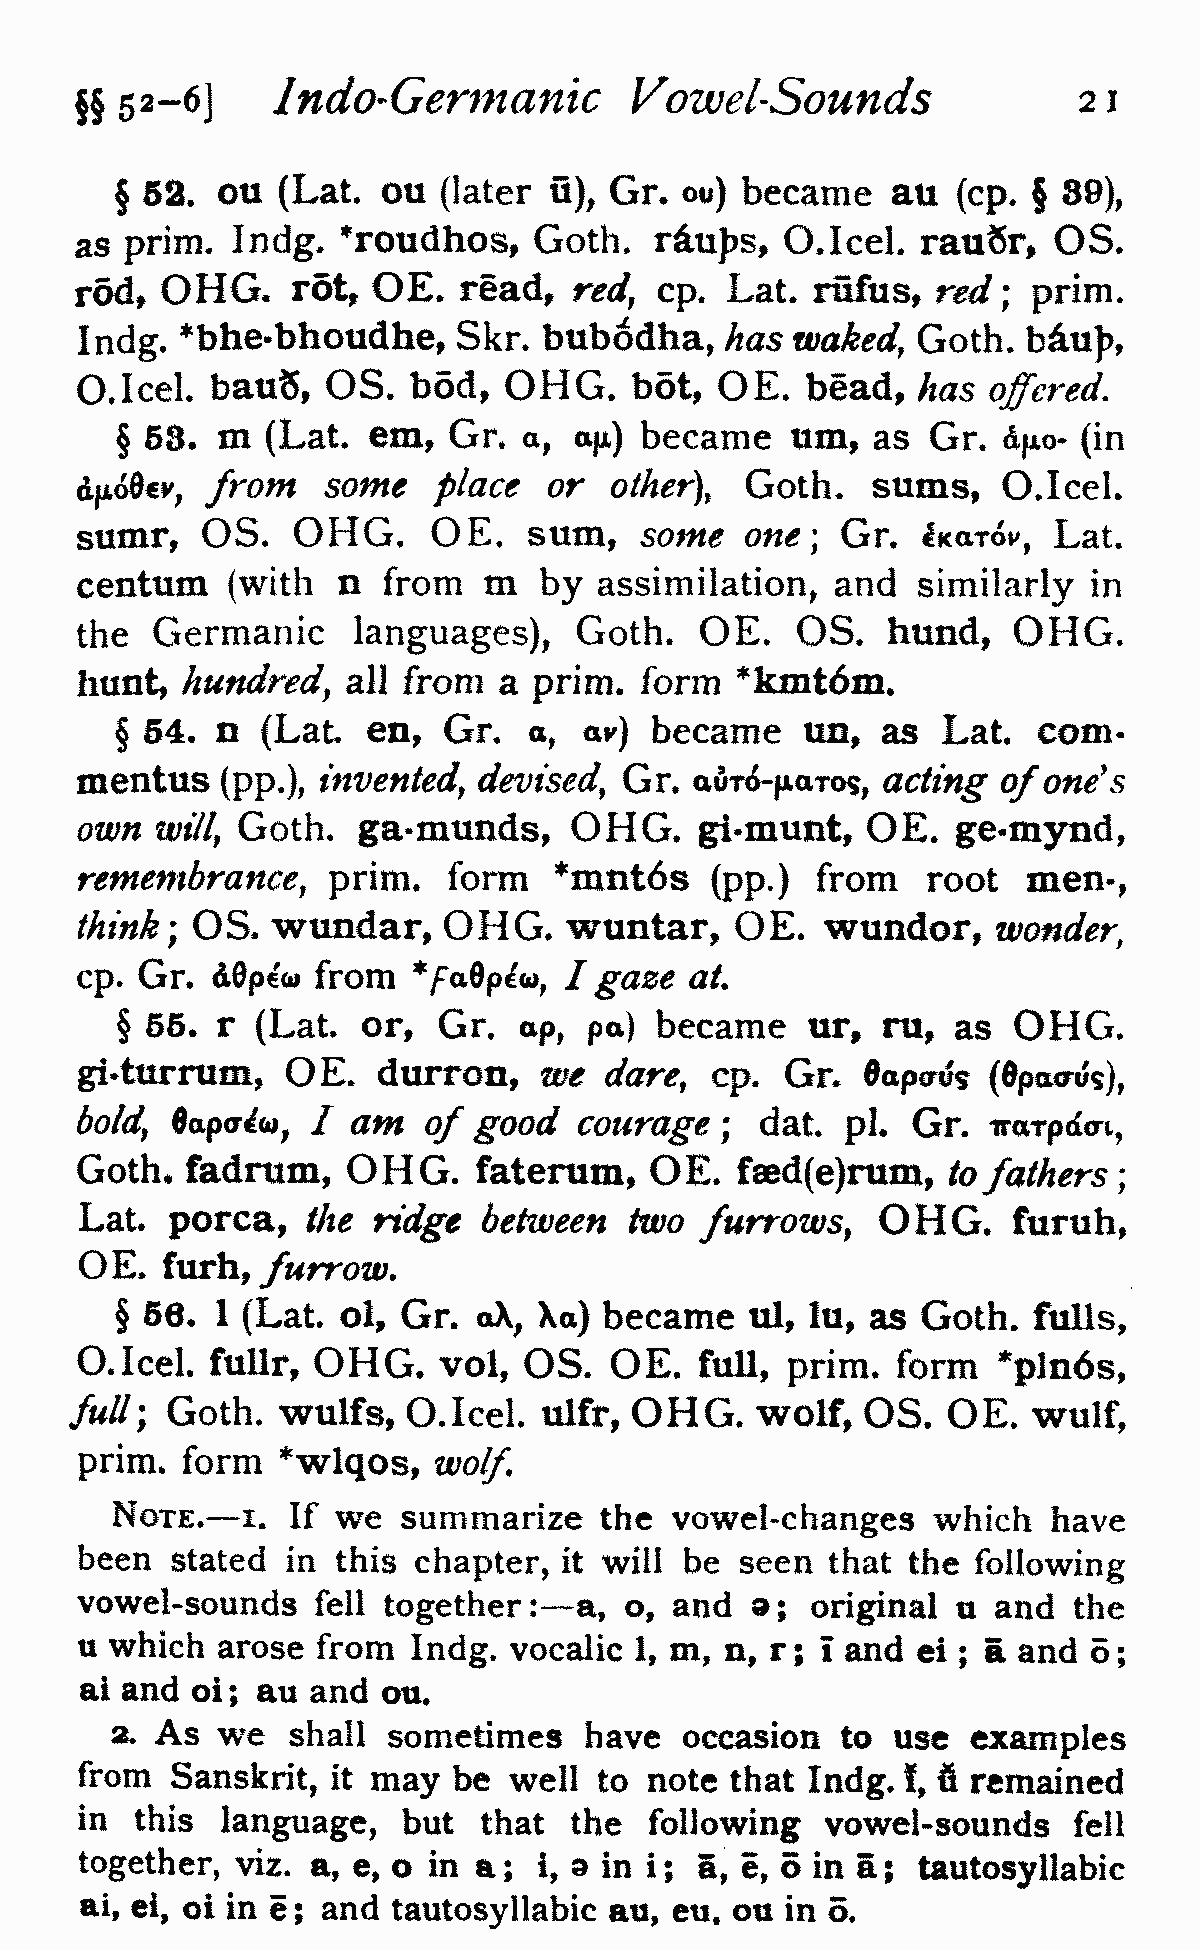 §§ 52–6] Indo-Germanic Vowel-Sounds 21
§ 52. ou (Lat. ou (later ū), Gr. ου) became au (cp. § 39),
as prim. Indg. *roudhos, Goth. ráuþs, O.Icel. rauðr, OS.
rōd, OHG. rōt, OE. rēad, red, cp. Lat. rūfus, red; prim.
Indg. *bhe-bhoudhe, Skr. bubṓdha, has waked, Goth. báuþ,
O.Icel. bauð, OS. bōd, OHG. bōt, OE. bēad, has offered.
§ 53. m (Lat. em, Gr. α, αμ) became um, as Gr. ἁμο- (in
ἁμόθεν, from some place or other), Goth. sums, O.Icel.
sumr, OS. OHG. OE. sum, some one; Gr. ἑκατόν, Lat.
centum (with n from m by assimilation, and similarly in
the Germanic languages), Goth. OE. OS. hund, OHG.
hunt, hundred, all from a prim. form *kmtóm.
§ 54. n (Lat. en, Gr. α, αν) became un, as Lat. com-
mentus (pp.), invented, devised, Gr. αὐτό-ματος, acting of one's
own will, Goth. ga-munds, OHG. gi-munt, OE. ge-mynd,
remembrance, prim. form *mntós (pp.) from root men-,
think; OS. wundar, OHG. wuntar, OE. wundor, wonder,
cp. Gr. ἀθρέω from *ϝαθρέω, I gaze at.
§ 55. r (Lat. or, Gr. αρ, ρα) became ur, ru, as OHG.
gi-turrum, OE. durron, we dare, cp. Gr. θαρσύς (θρασύς),
bold, θαρσέω, I am of good courage; dat. pl. Gr. πατράσι,
Goth. fadrum, OHG. faterum, OE. fæd(e)rum, to fathers;
Lat. porca, the ridge between two furrows, OHG. furuh,
OE. furh, furrow.
§ 56. l (Lat. ol, Gr. αλ, λα) became ul, lu, as Goth. fulls,
O.Icel. fullr, OHG. vol, OS. OE. full, prim. form *plnós,
full; Goth. wulfs, O.Icel. ulfr, OHG. wolf, OS. OE. wulf,
prim. form *wlqos, wolf.
NOTE.—1. If we summarize the vowel-changes which have
been stated in this chapter, it will be seen that the following
vowel-sounds fell together:—a, o, and ə; original u and the
u which arose from Indg. vocalic l, m, n, r; ī and ei; ā and ō;
ai and oi; au and ou.
2. As we shall sometimes have occasion to use examples
from Sanskrit, it may be well to note that Indg. ī̆, ū̆ remained
in this language, but that the following vowel-sounds fell
together, viz. a, e, o in a; i, ə in i; ā, ē, ō in ā; tautosyllabic
ai, ei, oi in ē; and tautosyllabic au, eu, ou in ō.